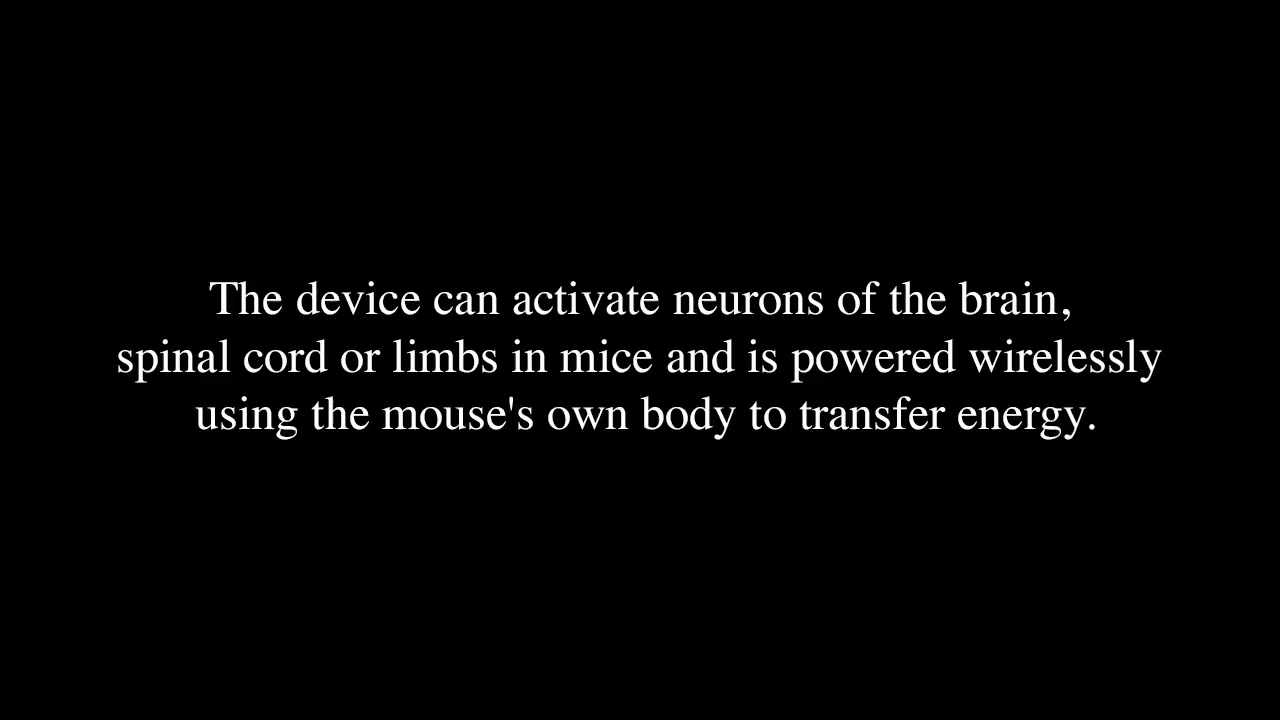 The device can activate neurons of the brain,
spinal cord or limbs in mice and is powered wirelessly
using the mouse's own body to transfer energy.